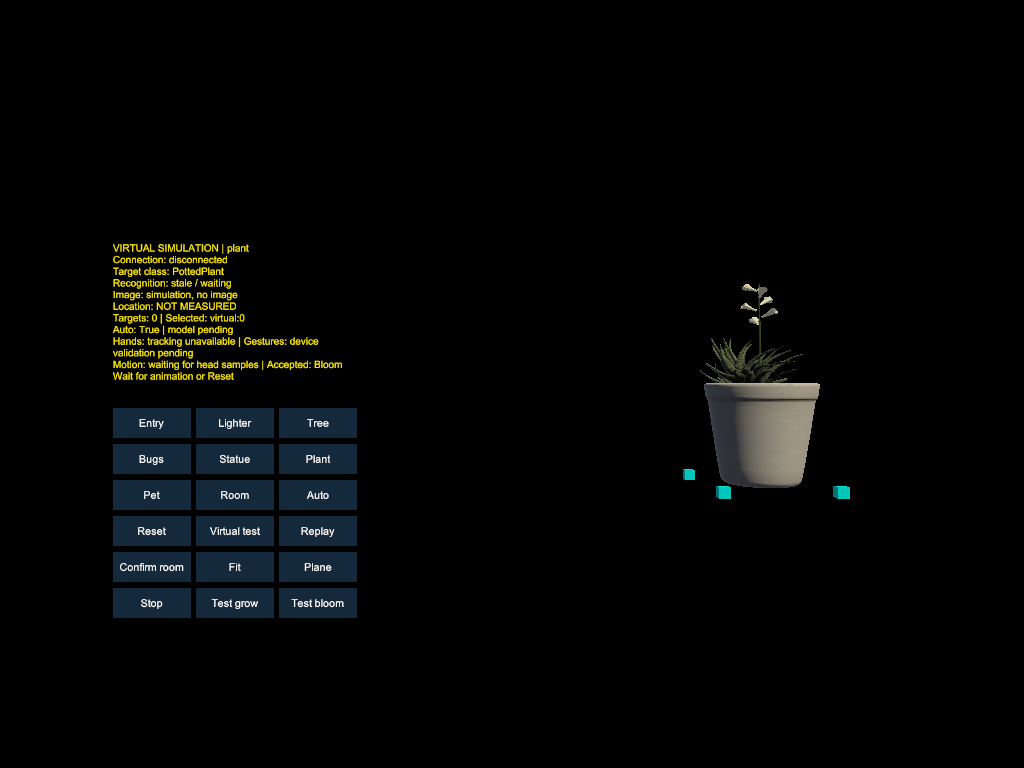 VIRTUAL SIMULATION | plant
Connection: disconnected
Target class: PottedPlant
Recognition: stale / waiting
Image: simulation, no image
Location: NOT MEASURED
Targets: 0 | Selected: virtual:0
Auto: True | model pending
Hands: tracking unavailable | Gestures: device
validation pending
Motion: waiting for head samples | Accepted: Bloom
Wait for animation or Reset
Entry
Lighter
Tree
Bugs
Statue
Plant
Pet
Room
Auto
Reset
Virtual test
Replay
Confirm room
Fit
Plane
Stop
Test grow
Test bloom